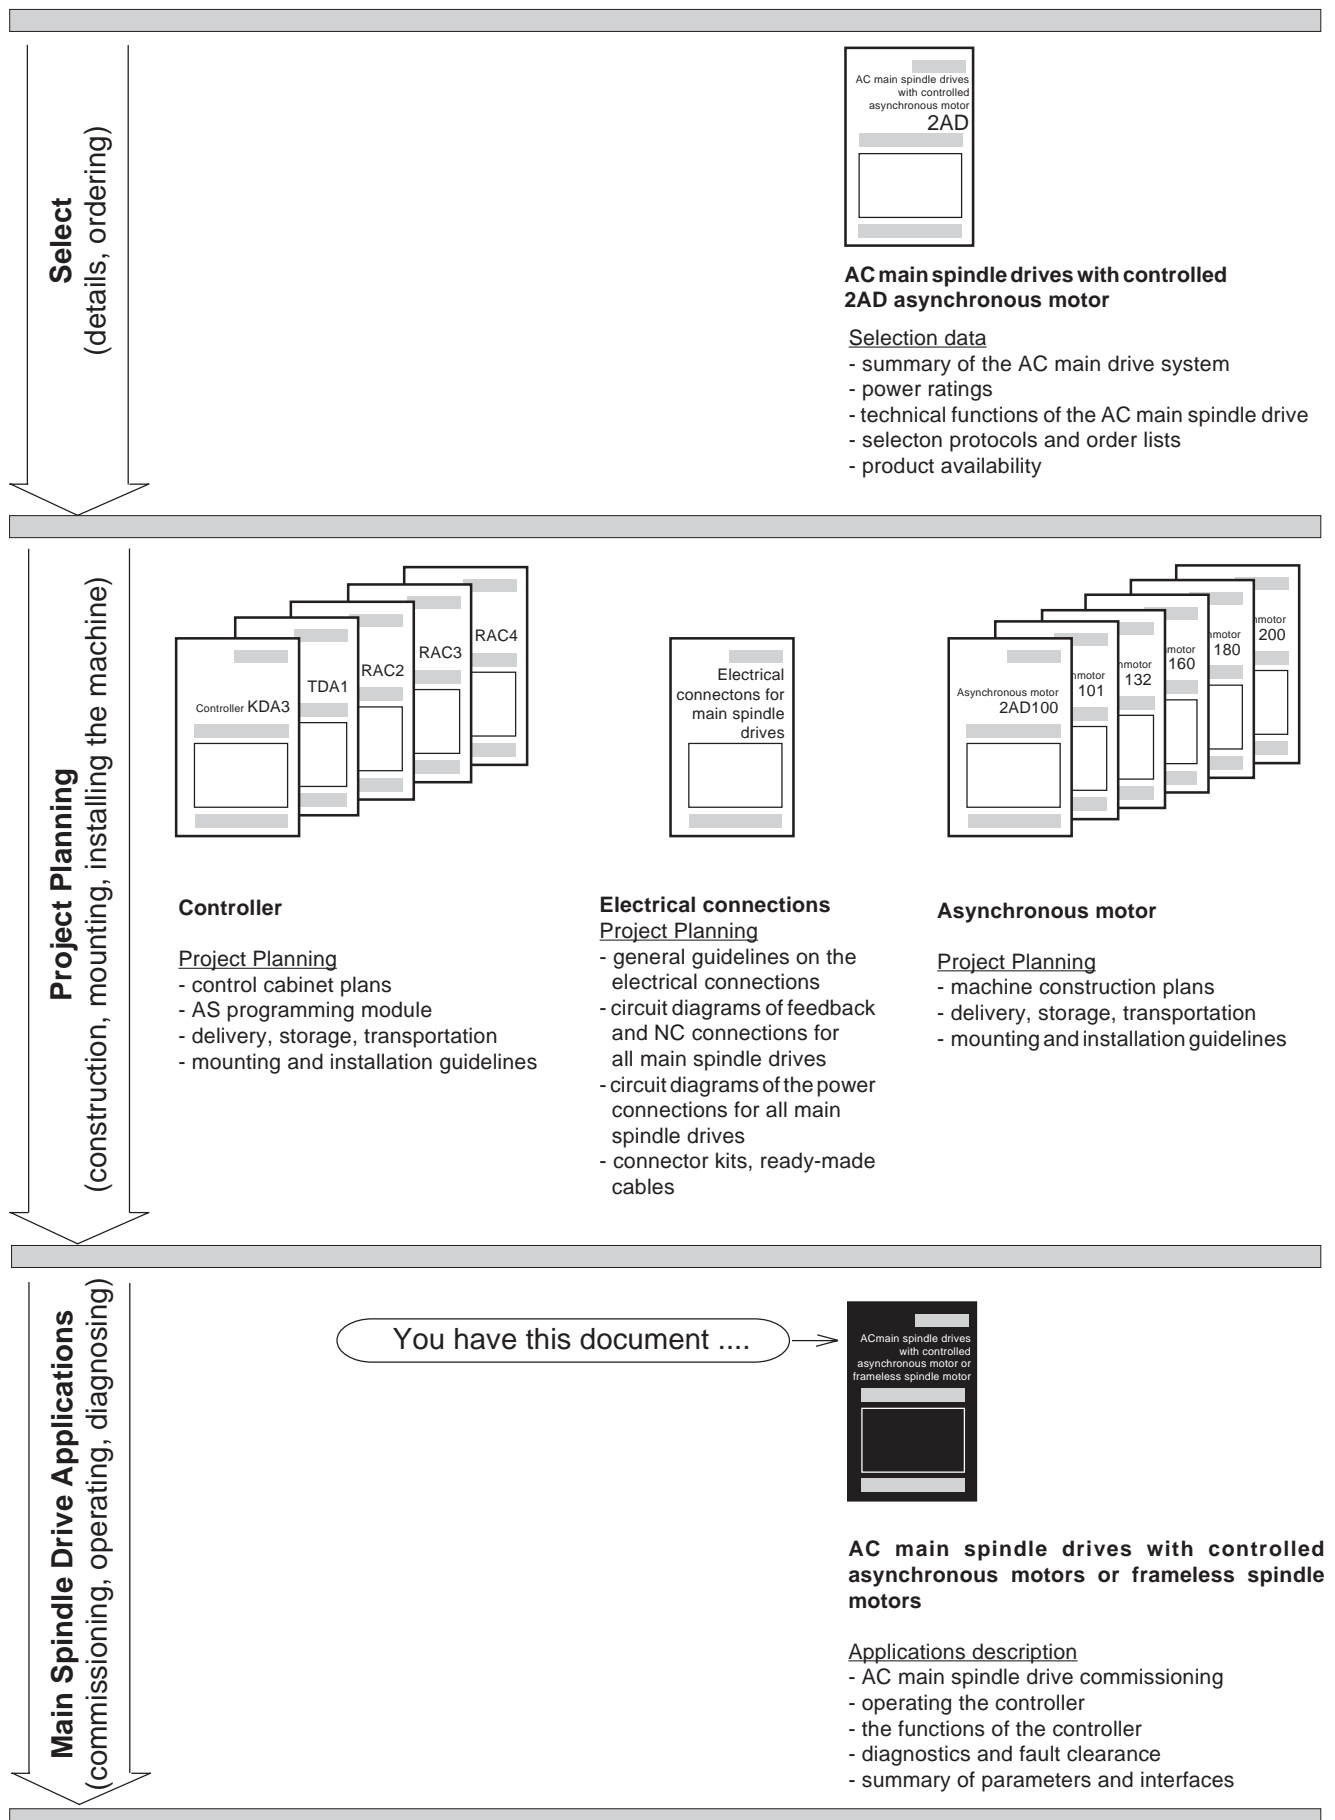 Select
(details, ordering)
AC main spindle drives
with controlled
asynchronous motor
2AD
AC main spindle drives with controlled
2AD asynchronous motor
Selection data
- summary of the AC main drive system
- power ratings
- technical functions of the AC main spindle drive
- selecton protocols and order lists
- product availability
Project Planning
(construction, mounting, installing the machine)
Controller KDA3
TDA1
RAC2
RAC3
RAC4
Electrical
connectons for
main spindle
drives
Asynchronous motor
2AD100
nmotor
101
nmotor
132
motor
160
nmotor
180
nmotor
200
Controller
Project Planning
- control cabinet plans
- AS programming module
- delivery, storage, transportation
- mounting and installation guidelines
Electrical connections
Project Planning
- general guidelines on the
electrical connections
- circuit diagrams of feedback
and NC connections for
all main spindle drives
- circuit diagrams of the power
connections for all main
spindle drives
- connector kits, ready-made
cables
Asynchronous motor
Project Planning
- machine construction plans
- delivery, storage, transportation
- mounting and installation guidelines
Main Spindle Drive Applications
(commissioning, operating, diagnosing)
You have this document ....
ACmain spindle drives
with controlled
asynchronous motor or
frameless spindle motor
AC main spindle drives with controlled
asynchronous motors or frameless spindle
motors
Applications description
- AC main spindle drive commissioning
- operating the controller
- the functions of the controller
- diagnostics and fault clearance
- summary of parameters and interfaces